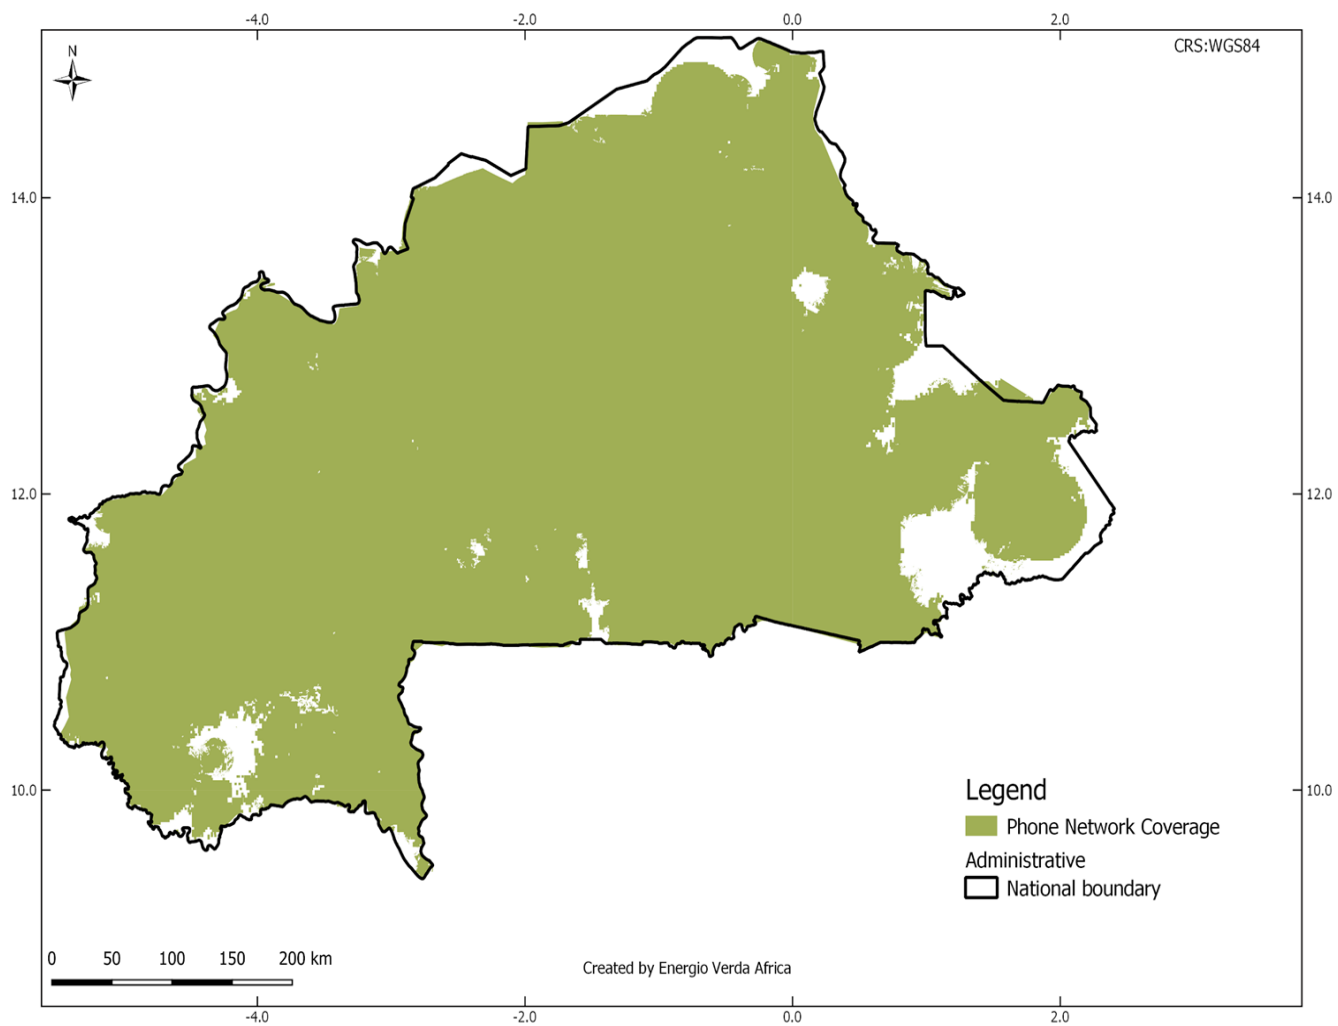 -4.0 -2.0 0.0 2.0
CRS:WGS84
N
14.0 14.0
12.0 12.0
10.0 10.0
Legend
Phone Network Coverage
Administrative
National boundary
0 50 100 150 200 km
Created by Energio Verda Africa
-4.0 -2.0 0.0 2.0